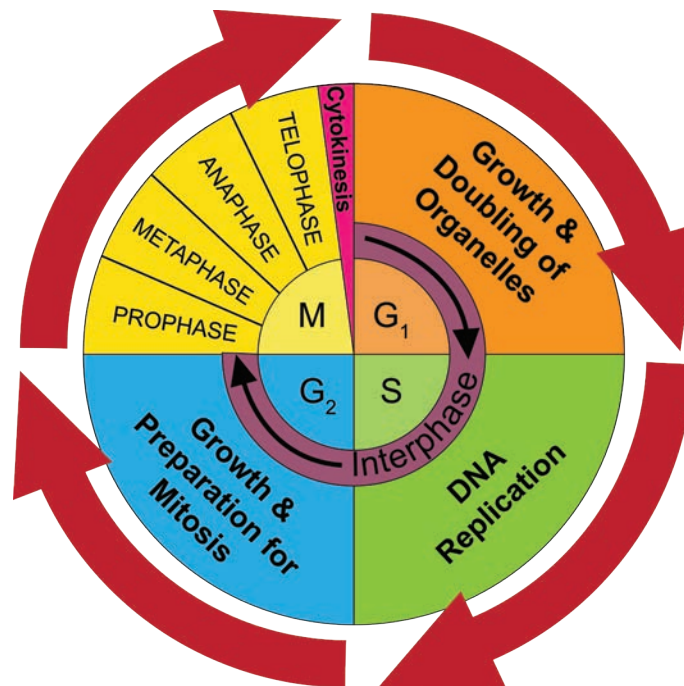 Cytokinesis
TELOPHASE
ANAPHASE
METAPHASE
PROPHASE
M
G₁
G₂
S
Interphase
Growth &
Doubling of
Organelles
DNA
Replication
Growth &
Preparation for
Mitosis